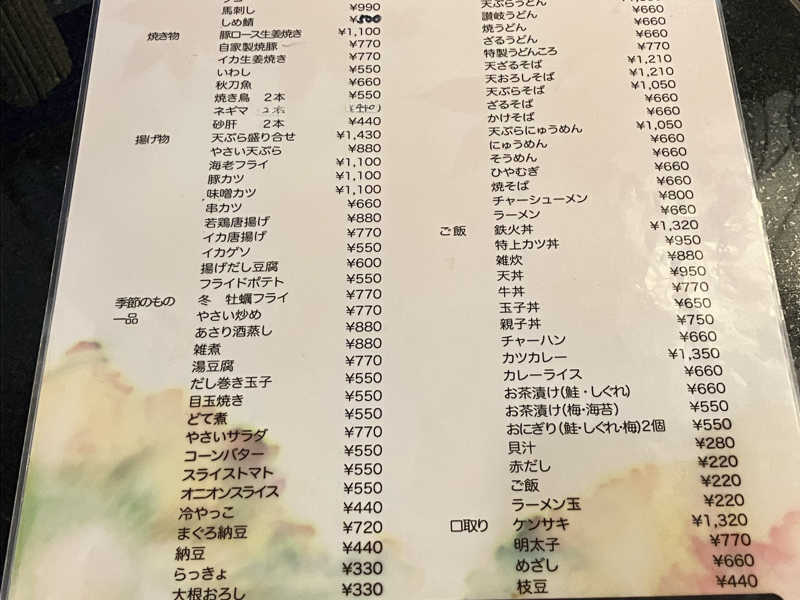 馬刺し ¥990
しめ鯖 ¥500
焼き物 豚ロース生姜焼き ¥1,100
自家製焼豚 ¥770
イカ生姜焼き ¥770
いわし ¥550
秋刀魚 ¥660
焼き鳥 2本 ¥550
ネギマ 2本
砂肝 2本 ¥440
揚げ物 天ぷら盛り合せ ¥1,430
やさい天ぷら ¥880
海老フライ ¥1,100
豚カツ ¥1,100
味噌カツ ¥1,100
串カツ ¥660
若鶏唐揚げ ¥880
イカ唐揚げ ¥770
イカゲソ ¥550
揚げだし豆腐 ¥600
フライドポテト ¥550
季節のもの 冬 牡蠣フライ ¥770
一品 やさい炒め ¥770
あさり酒蒸し ¥880
雑煮 ¥880
湯豆腐 ¥770
だし巻き玉子 ¥550
目玉焼き ¥550
どて煮 ¥550
やさいサラダ ¥770
コーンバター ¥550
スライストマト ¥550
オニオンスライス ¥550
冷やっこ ¥440
まぐろ納豆 ¥720
納豆 ¥440
らっきょ ¥330
大根おろし ¥330
天ぷらうどん
讃岐うどん ¥660
焼うどん ¥660
ざるうどん ¥660
特製うどんころ ¥770
天ざるそば ¥1,210
天おろしそば ¥1,210
天ぷらそば ¥1,050
ざるそば ¥660
かけそば ¥660
天ぷらにゅうめん ¥1,050
にゅうめん ¥660
そうめん ¥660
ひやむぎ ¥660
焼そば ¥660
チャーシューメン ¥800
ラーメン ¥660
ご飯 鉄火丼 ¥1,320
特上カツ丼 ¥950
雑炊 ¥880
天丼 ¥950
牛丼 ¥770
玉子丼 ¥650
親子丼 ¥750
チャーハン ¥660
カツカレー ¥1,350
カレーライス ¥660
お茶漬け(鮭・しぐれ) ¥660
お茶漬け(梅・海苔) ¥550
おにぎり(鮭・しぐれ・梅)2個 ¥550
貝汁 ¥280
赤だし ¥220
ご飯 ¥220
ラーメン玉 ¥220
口取り ケンサキ ¥1,320
明太子 ¥770
めざし ¥660
枝豆 ¥440